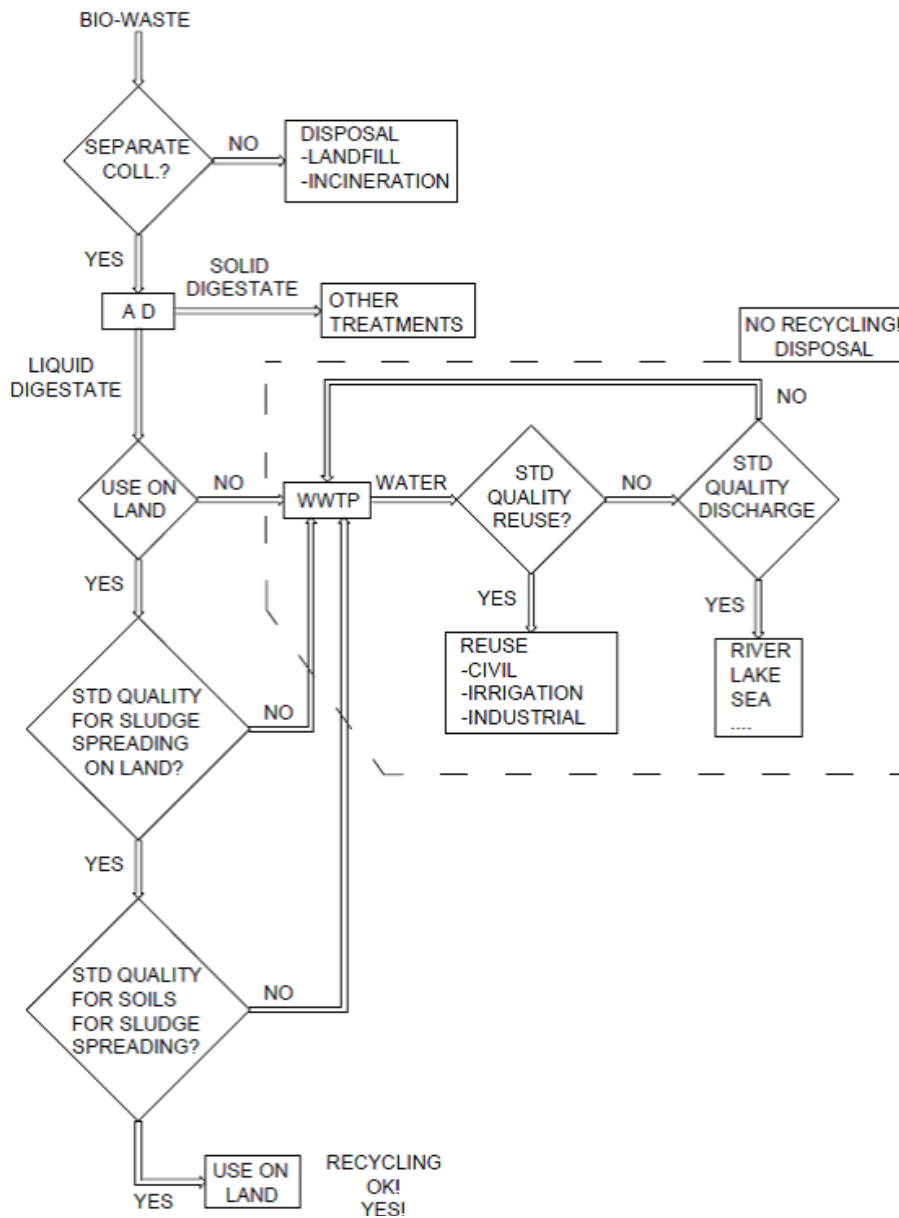 BIO-WASTE
SEPARATE
COLL.?
NO
DISPOSAL
-LANDFILL
-INCINERATION
YES
SOLID
DIGESTATE
A D
OTHER
TREATMENTS
NO RECYCLING!
DISPOSAL
LIQUID
DIGESTATE
NO
USE ON
LAND
NO
WWTP
WATER
STD
QUALITY
REUSE?
NO
STD
QUALITY
DISCHARGE
YES
YES
YES
REUSE
-CIVIL
-IRRIGATION
-INDUSTRIAL
RIVER
LAKE
SEA
----
STD QUALITY
FOR SLUDGE
SPREADING
ON LAND?
NO
YES
STD QUALITY
FOR SOILS
FOR SLUDGE
SPREADING?
NO
YES
USE ON
LAND
RECYCLING
OK!
YES!